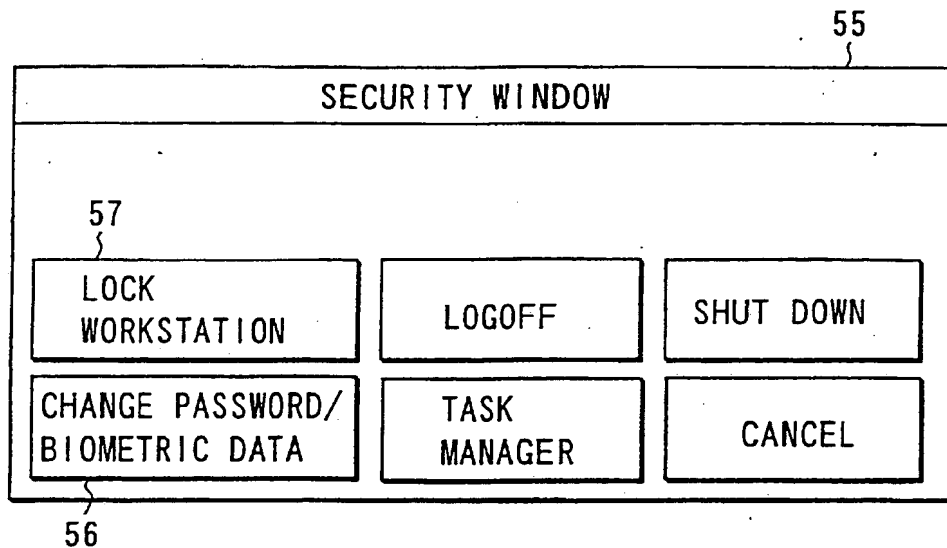 55
SECURITY WINDOW
57
LOCK
WORKSTATION
LOGOFF
SHUT DOWN
CHANGE PASSWORD/
BIOMETRIC DATA
TASK
MANAGER
CANCEL
56